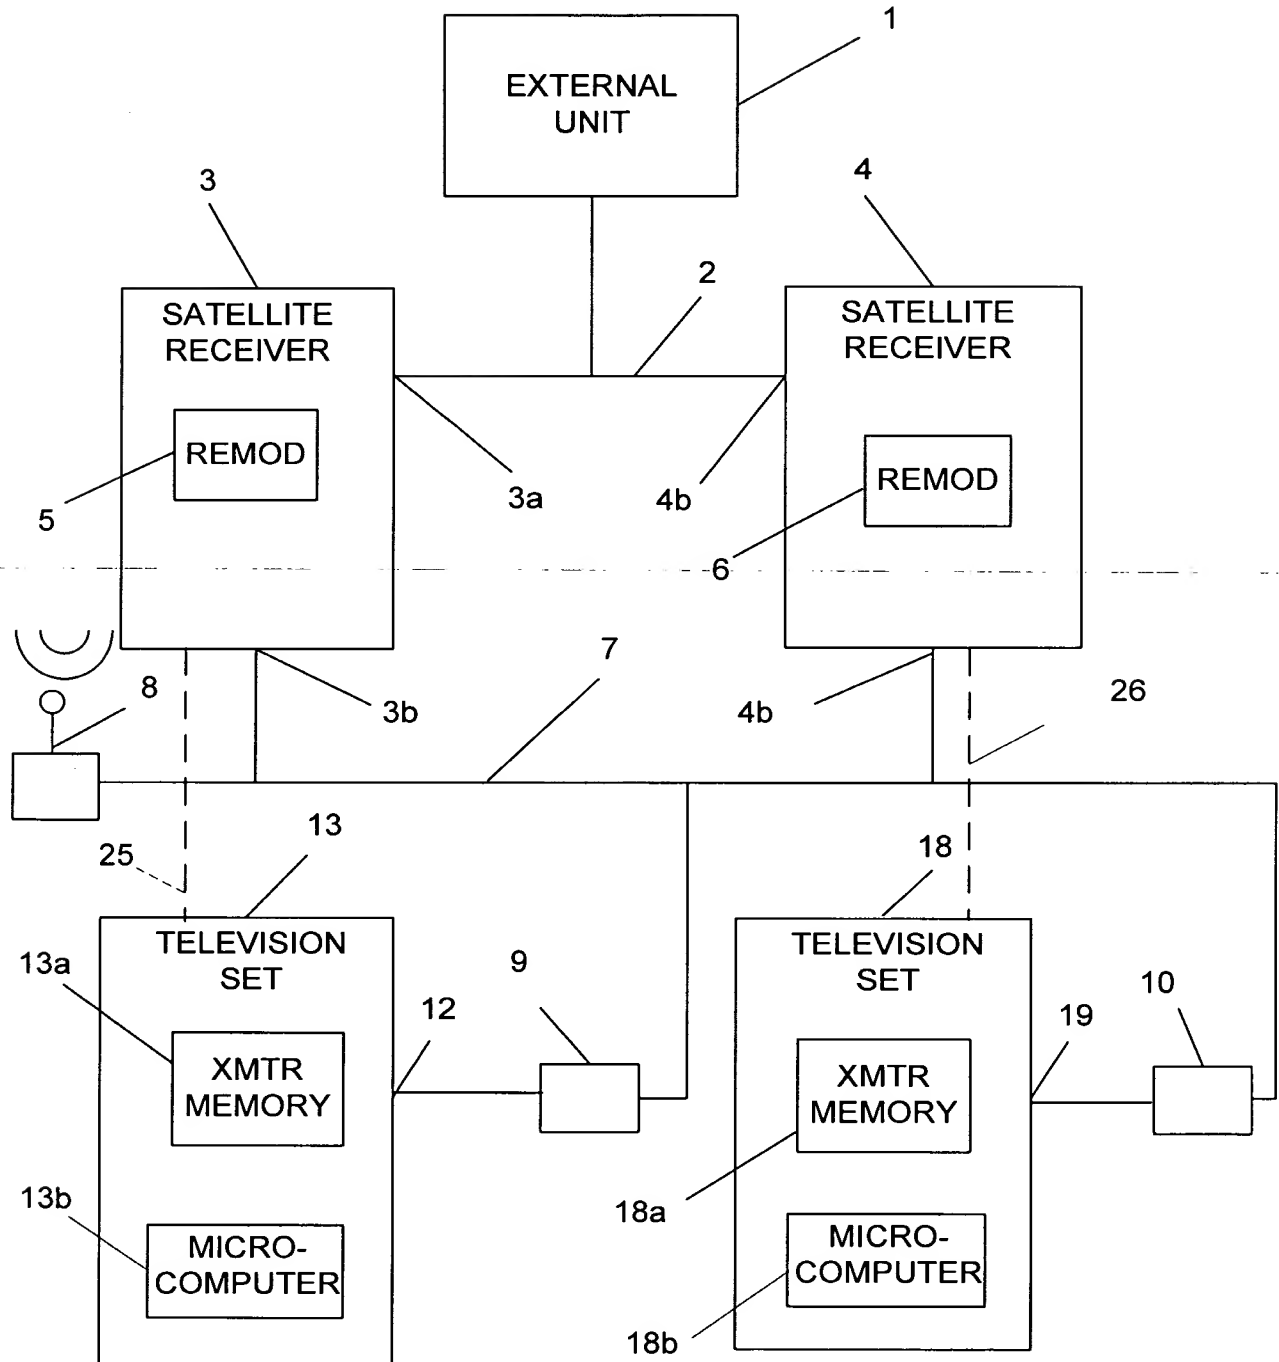 1
EXTERNAL
UNIT
3
4
2
SATELLITE
RECEIVER
SATELLITE
RECEIVER
REMOD
REMOD
5
3a
4b
6
7
8
3b
4b
26
25
13
18
TELEVISION
SET
TELEVISION
SET
13a
9
12
10
19
XMTR
MEMORY
XMTR
MEMORY
13b
18a
MICRO-
COMPUTER
MICRO-
COMPUTER
18b